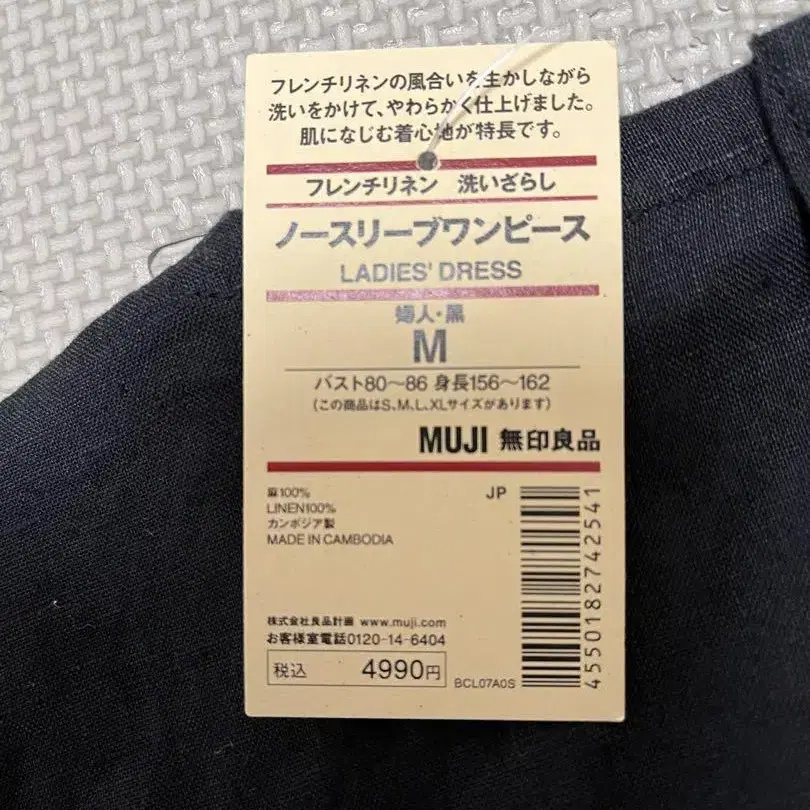 フレンチリネンの風合いを生かしながら
洗いをかけて、やわらかく仕上げました。
肌になじむ着心地が特長です。
フレンチリネン 洗いざらし
ノースリーブワンピース
LADIES' DRESS
婦人・黒
M
バスト80〜86 身長156〜162
(この商品はS、M、L、XLサイズがあります)
MUJI 無印良品
麻100%
LINEN100%
カンボジア製
MADE IN CAMBODIA
JP
4550182742541
株式会社良品計画 www.muji.com
お客様室電話0120-14-6404
税込 4990円
BCL07A0S